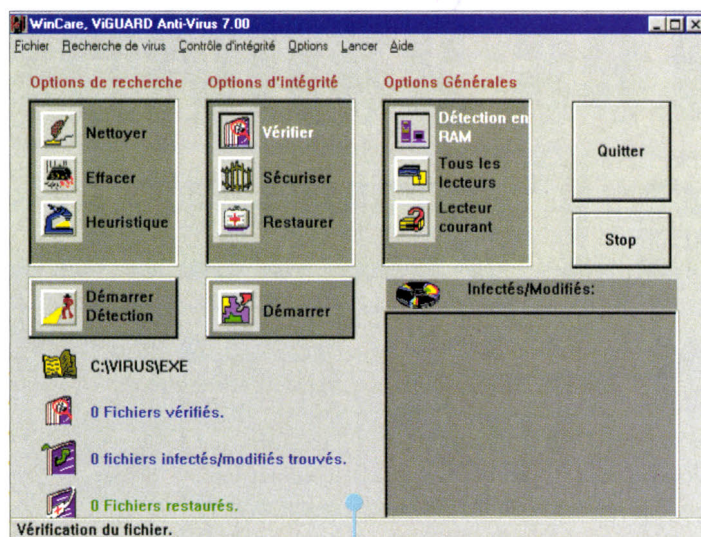 WinCare, ViGUARD Anti-Virus 7.00
Fichier Recherche de virus Contrôle d'intégrité Options Lancer Aide
Options de recherche
Nettoyer
Effacer
Heuristique
Démarrer
Détection
Options d'intégrité
Vérifier
Sécuriser
Restaurer
Démarrer
Options Générales
Détection en
RAM
Tous les
lecteurs
Lecteur
courant
Quitter
Stop
Infectés/Modifiés:
C:\VIRUS\EXE
0 Fichiers vérifiés.
0 fichiers infectés/modifiés trouvés.
0 Fichiers restaurés.
Vérification du fichier.